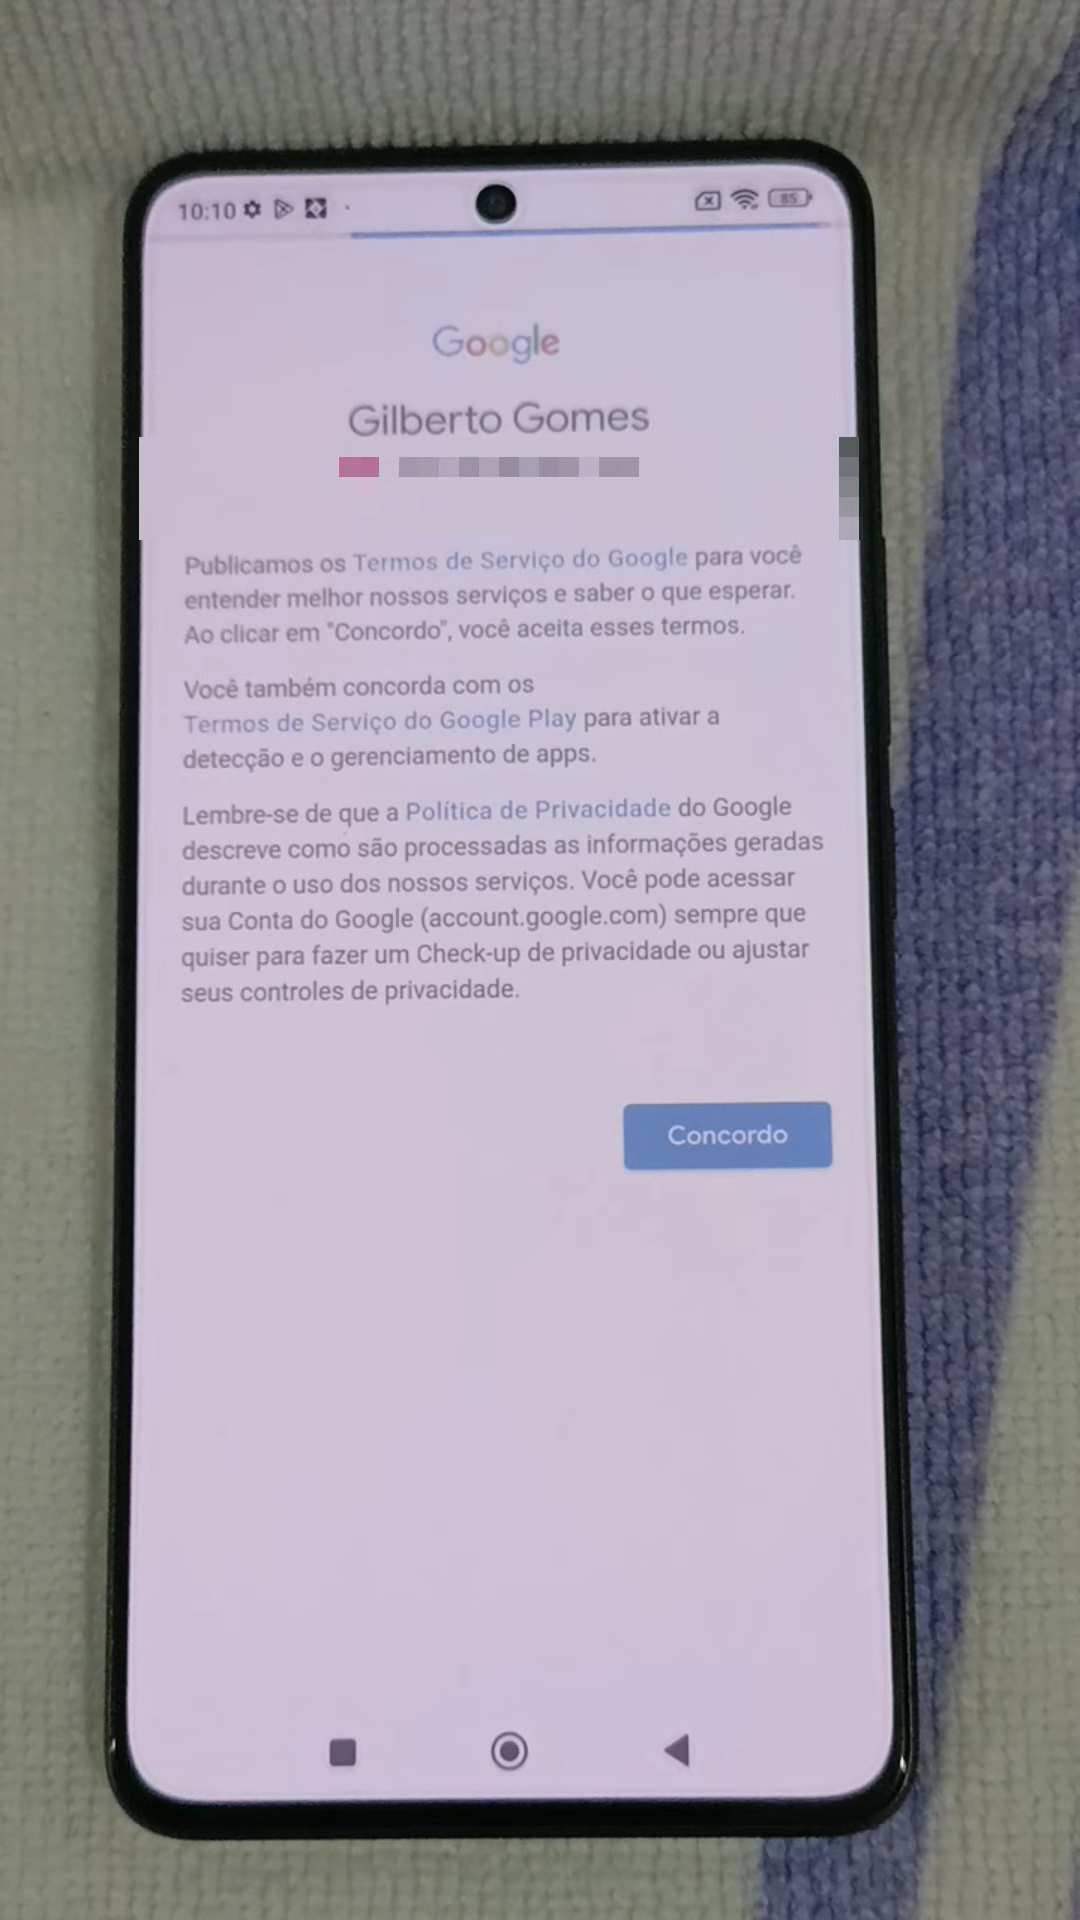 10:10
85
Google
Gilberto Gomes
Publicamos os Termos de Serviço do Google para você
entender melhor nossos serviços e saber o que esperar.
Ao clicar em "Concordo", você aceita esses termos.
Você também concorda com os
Termos de Serviço do Google Play para ativar a
detecção e o gerenciamento de apps.
Lembre-se de que a Política de Privacidade do Google
descreve como são processadas as informações geradas
durante o uso dos nossos serviços. Você pode acessar
sua Conta do Google (account.google.com) sempre que
quiser para fazer um Check-up de privacidade ou ajustar
seus controles de privacidade.
Concordo